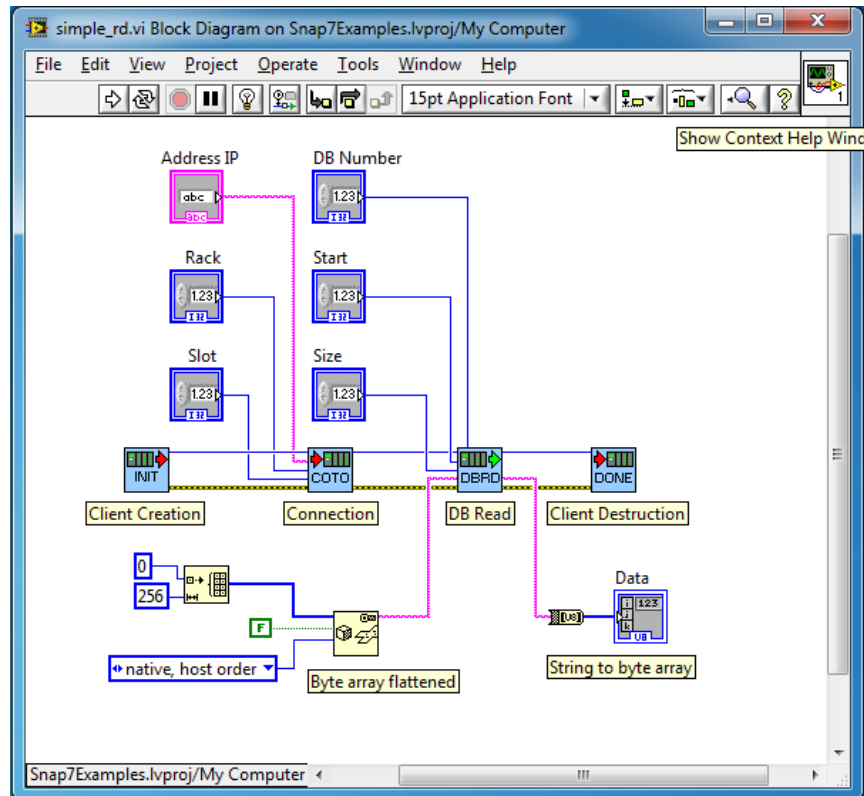 simple_rd.vi Block Diagram on Snap7Examples.lvproj/My Computer
File Edit View Project Operate Tools Window Help
15pt Application Font
1
Show Context Help Wind
Address IP DB Number
abc 1.23
abc I32
Rack Start
1.23 1.23
I32 I32
Slot Size
1.23 1.23
I32 I32
INIT COTO DBRD DONE
Client Creation Connection DB Read Client Destruction
0
256
F
native, host order
Byte array flattened
Data
[U8] i 123
j
k
U8
String to byte array
Snap7Examples.lvproj/My Computer